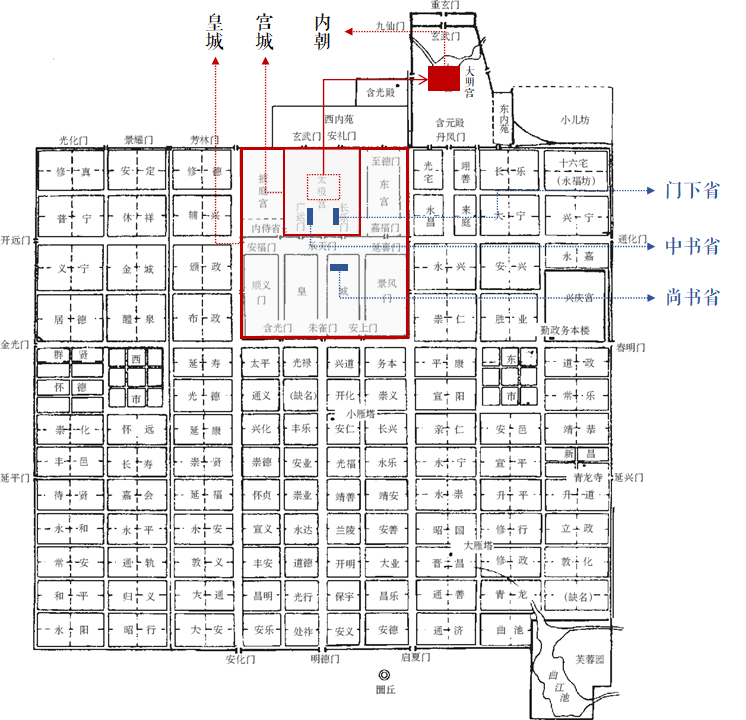 重玄门
皇城
宫城
内朝
九仙门
玄武门
大明宫
含光殿
西内苑
含元殿
丹凤门
东内苑
小儿坊
光化门
景耀门
芳林门
玄武门
安礼门
至德门
修真
安定
修德
掖庭宫
太极宫
东宫
光宅
翊善
长乐
十六宅
(永福坊)
普宁
休祥
辅兴
广运门
长乐门
永昌
来庭
大宁
兴宁
门下省
内侍省
承天门
嘉福门
开远门
安福门
延喜门
通化门
中书省
义宁
金城
颁政
顺义门
皇
城
景风门
永兴
安兴
永嘉
兴庆宫
尚书省
居德
醴泉
布政
含光门
朱雀门
安上门
崇仁
胜业
勤政务本楼
金光门
春明门
群贤
西市
延寿
太平
光禄
兴道
务本
平康
东市
道政
怀德
光德
通义
(缺名)
开化
崇义
宣阳
常乐
小雁塔
崇化
怀远
延康
兴化
丰乐
安仁
长兴
亲仁
安邑
靖恭
丰邑
长寿
崇贤
崇德
安业
光福
永乐
永宁
宣平
新昌
延平门
青龙寺
延兴门
待贤
嘉会
延福
怀贞
崇业
靖善
靖安
永崇
升平
升道
永和
永平
永安
宣义
永达
兰陵
安善
昭国
修行
立政
大雁塔
常安
通轨
敦义
丰安
道德
开明
大业
晋昌
修政
敦化
和平
归义
大通
昌明
光行
保宇
昌乐
通善
青龙
(缺名)
永阳
昭行
大安
安乐
处祚
安义
安德
通济
曲池
安化门
明德门
启夏门
芙蓉园
曲江池
圜丘